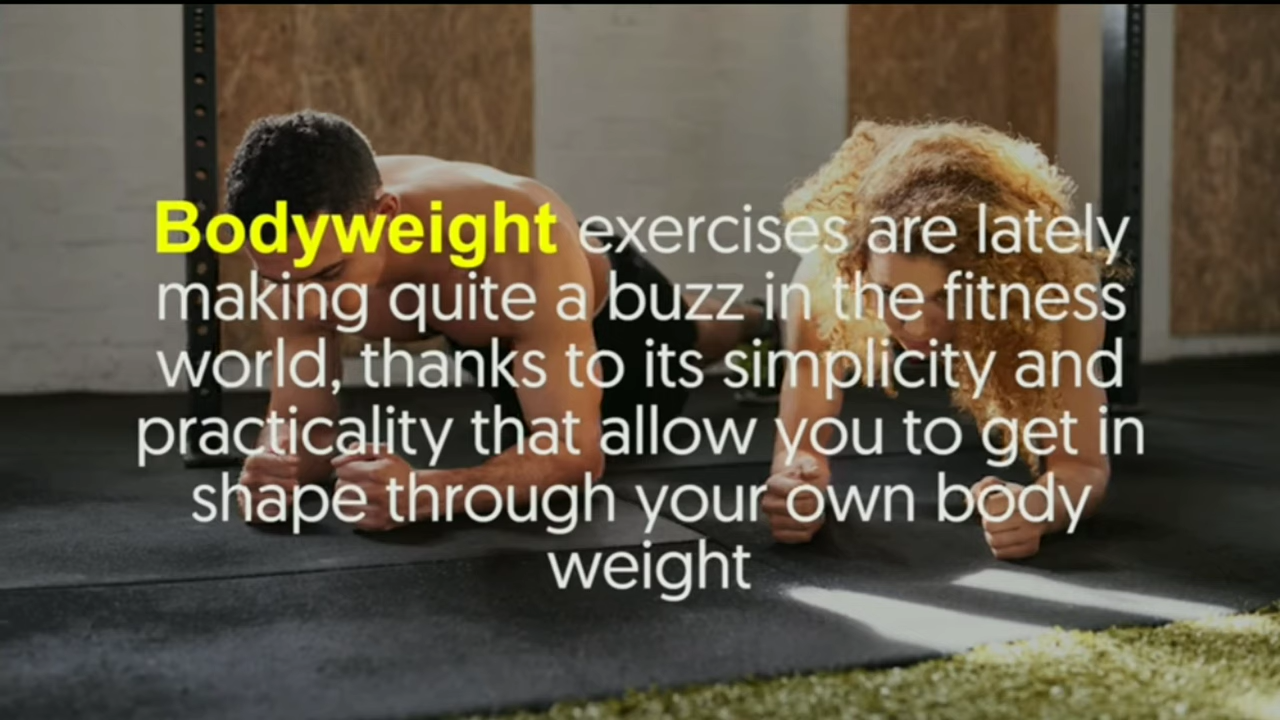 Bodyweight exercises are lately
making quite a buzz in the fitness
world, thanks to its simplicity and
practicality that allow you to get in
shape through your own body
weight